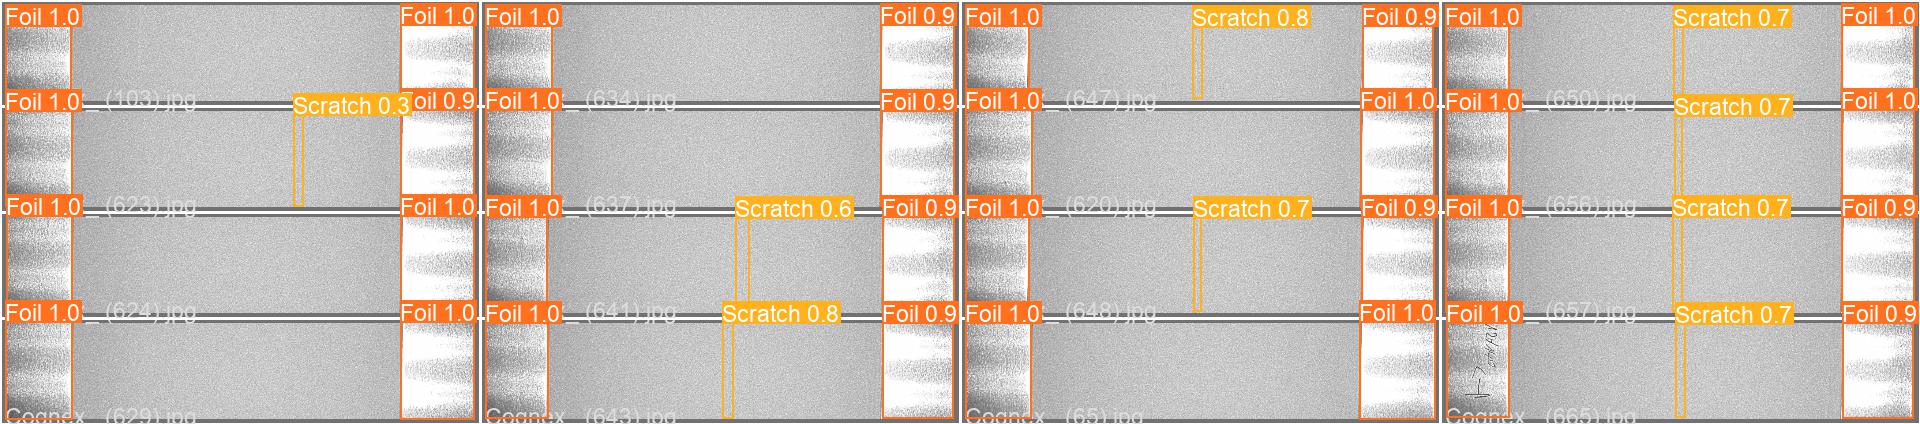 Foil 1.0 Foil 1.0 Foil 1.0 Foil 0.9 Foil 1.0 Scratch 0.8 Foil 0.9 Foil 1.0 Scratch 0.7 Foil 1.0
(103).jpg (634).jpg (647).jpg (650).jpg
Foil 1.0 Scratch 0.3 Foil 0.9 Foil 1.0 Foil 0.9 Foil 1.0 Foil 1.0 Foil 1.0 Scratch 0.7 Foil 1.0
(623).jpg (637).jpg (620).jpg (656).jpg
Foil 1.0 Foil 1.0 Foil 1.0 Scratch 0.6 Foil 0.9 Foil 1.0 Scratch 0.7 Foil 0.9 Foil 1.0 Scratch 0.7 Foil 0.9
(624).jpg (641).jpg (648).jpg (657).jpg
Foil 1.0 Foil 1.0 Foil 1.0 Scratch 0.8 Foil 0.9 Foil 1.0 Foil 1.0 Foil 1.0 Scratch 0.7 Foil 0.9
Cognex_ (629).jpg Cognex_ (643).jpg Cognex_ (65).jpg Cognex_ (665).jpg